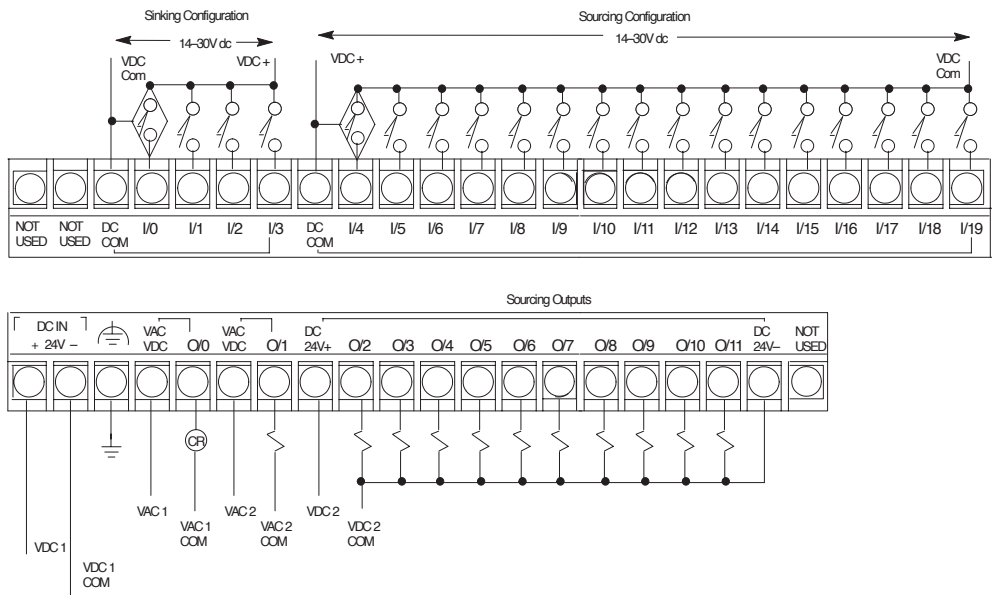 Sinking Configuration
Sourcing Configuration
14–30V dc
14–30V dc
VDC
Com
VDC +
VDC +
VDC
Com
NOT
USED
NOT
USED
DC
COM
I/0
I/1
I/2
I/3
DC
COM
I/4
I/5
I/6
I/7
I/8
I/9
I/10
I/11
I/12
I/13
I/14
I/15
I/16
I/17
I/18
I/19
Sourcing Outputs
DC IN
+ 24V –
VAC
VDC
O/0
VAC
VDC
O/1
DC
24V+
O/2
O/3
O/4
O/5
O/6
O/7
O/8
O/9
O/10
O/11
DC
24V–
NOT
USED
CR
VAC 1
VAC 1
COM
VAC 2
VAC 2
COM
VDC 2
VDC 2
COM
VDC 1
VDC 1
COM